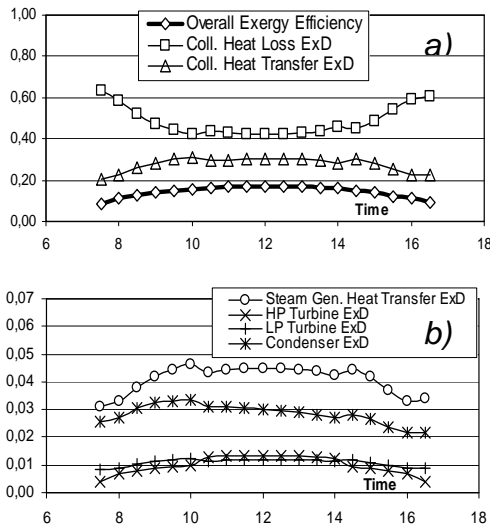 1,00
0,80
0,60
0,40
0,20
0,00
Overall Exergy Efficiency
Coll. Heat Loss ExD
Coll. Heat Transfer ExD
a)
Time
6 8 10 12 14 16 18
0,07
0,06
0,05
0,04
0,03
0,02
0,01
0,00
Steam Gen. Heat Transfer ExD
HP Turbine ExD
LP Turbine ExD
Condenser ExD
b)
Time
6 8 10 12 14 16 18